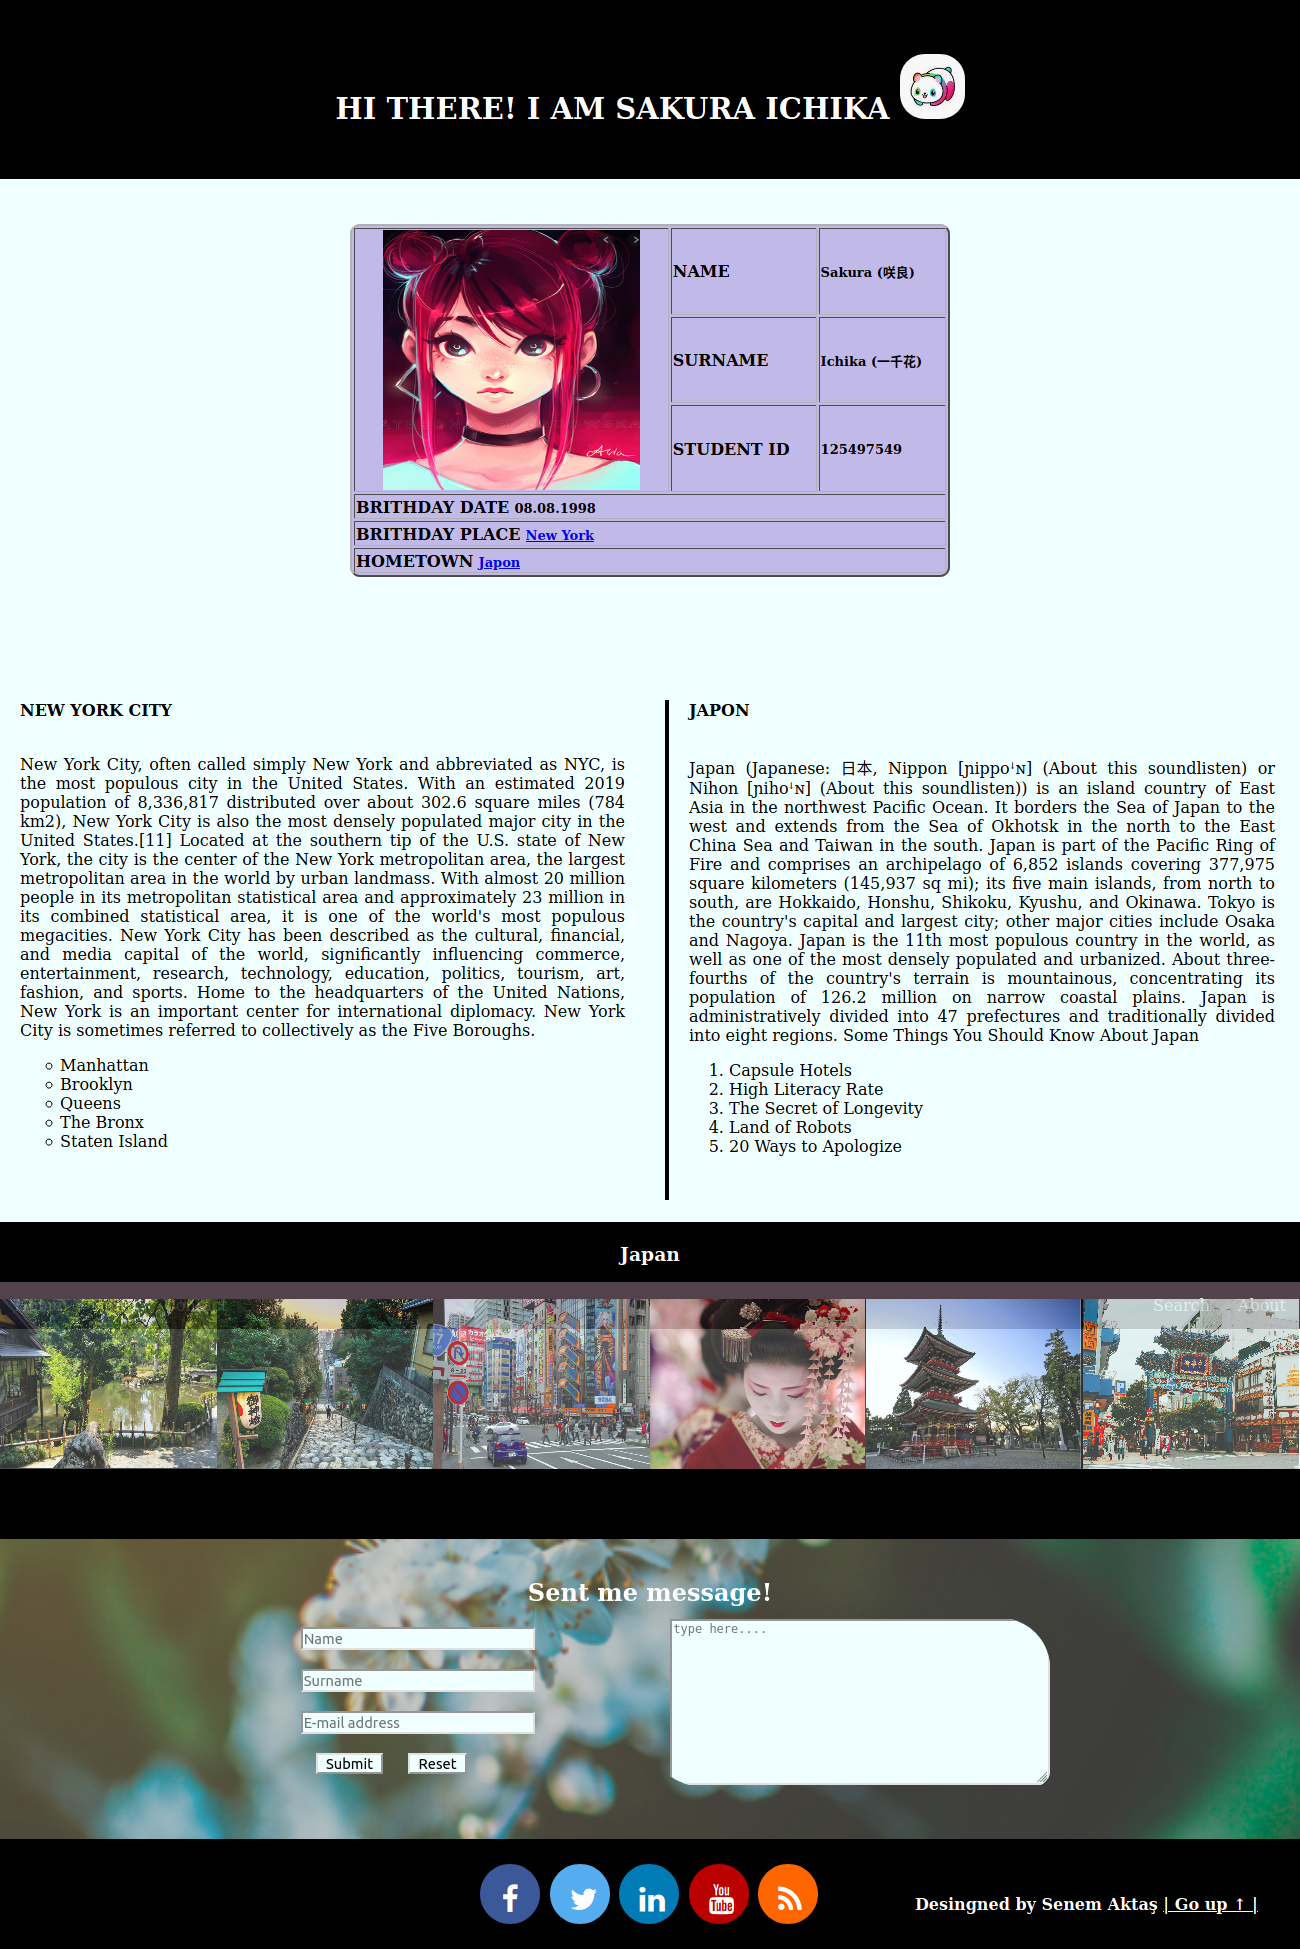 HI THERE! I AM SAKURA ICHIKA
NAME
Sakura (咲良)
SURNAME
Ichika (一千花)
STUDENT ID
125497549
BRITHDAY DATE 08.08.1998
BRITHDAY PLACE New York
HOMETOWN Japon
NEW YORK CITY
New York City, often called simply New York and abbreviated as NYC, is
the most populous city in the United States. With an estimated 2019
population of 8,336,817 distributed over about 302.6 square miles (784
km2), New York City is also the most densely populated major city in the
United States.[11] Located at the southern tip of the U.S. state of New
York, the city is the center of the New York metropolitan area, the largest
metropolitan area in the world by urban landmass. With almost 20 million
people in its metropolitan statistical area and approximately 23 million in
its combined statistical area, it is one of the world's most populous
megacities. New York City has been described as the cultural, financial,
and media capital of the world, significantly influencing commerce,
entertainment, research, technology, education, politics, tourism, art,
fashion, and sports. Home to the headquarters of the United Nations,
New York is an important center for international diplomacy. New York
City is sometimes referred to collectively as the Five Boroughs.
Manhattan
Brooklyn
Queens
The Bronx
Staten Island
JAPON
Japan (Japanese: 日本, Nippon [ɲippoꜜɴ] (About this soundlisten) or
Nihon [ɲihoꜜɴ] (About this soundlisten)) is an island country of East
Asia in the northwest Pacific Ocean. It borders the Sea of Japan to the
west and extends from the Sea of Okhotsk in the north to the East
China Sea and Taiwan in the south. Japan is part of the Pacific Ring of
Fire and comprises an archipelago of 6,852 islands covering 377,975
square kilometers (145,937 sq mi); its five main islands, from north to
south, are Hokkaido, Honshu, Shikoku, Kyushu, and Okinawa. Tokyo is
the country's capital and largest city; other major cities include Osaka
and Nagoya. Japan is the 11th most populous country in the world, as
well as one of the most densely populated and urbanized. About three-
fourths of the country's terrain is mountainous, concentrating its
population of 126.2 million on narrow coastal plains. Japan is
administratively divided into 47 prefectures and traditionally divided
into eight regions. Some Things You Should Know About Japan
1. Capsule Hotels
2. High Literacy Rate
3. The Secret of Longevity
4. Land of Robots
5. 20 Ways to Apologize
Japan
Search About
Sent me message!
Name
Surname
E-mail address
Submit Reset
type here....
You
Tube
Desingned by Senem Aktaş | Go up ↑ |